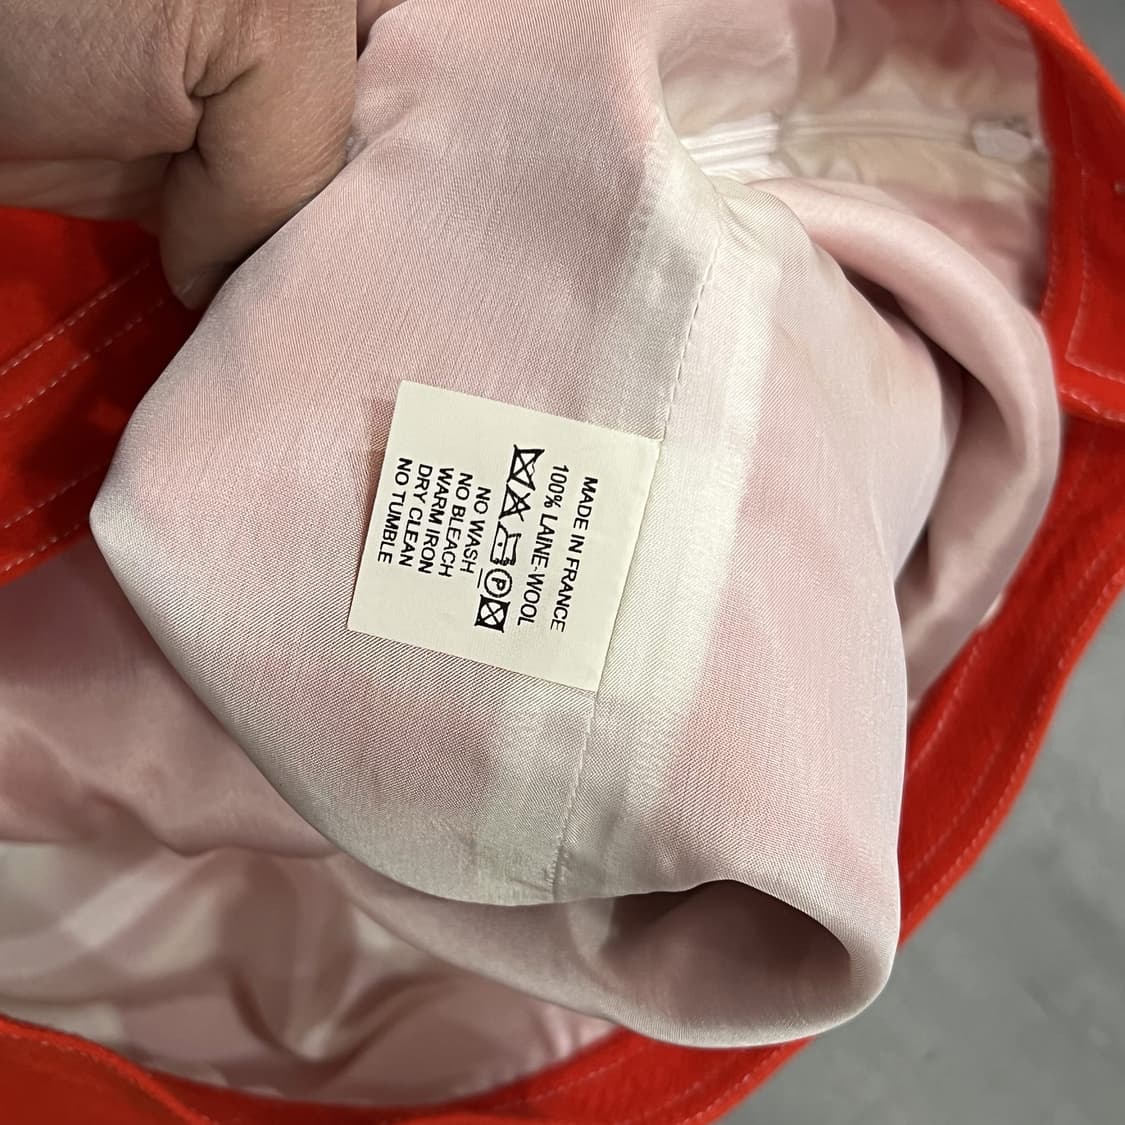 MADE IN FRANCE
100% LAINE-WOOL
P
NO WASH
NO BLEACH
WARM IRON
DRY CLEAN
NO TUMBLE